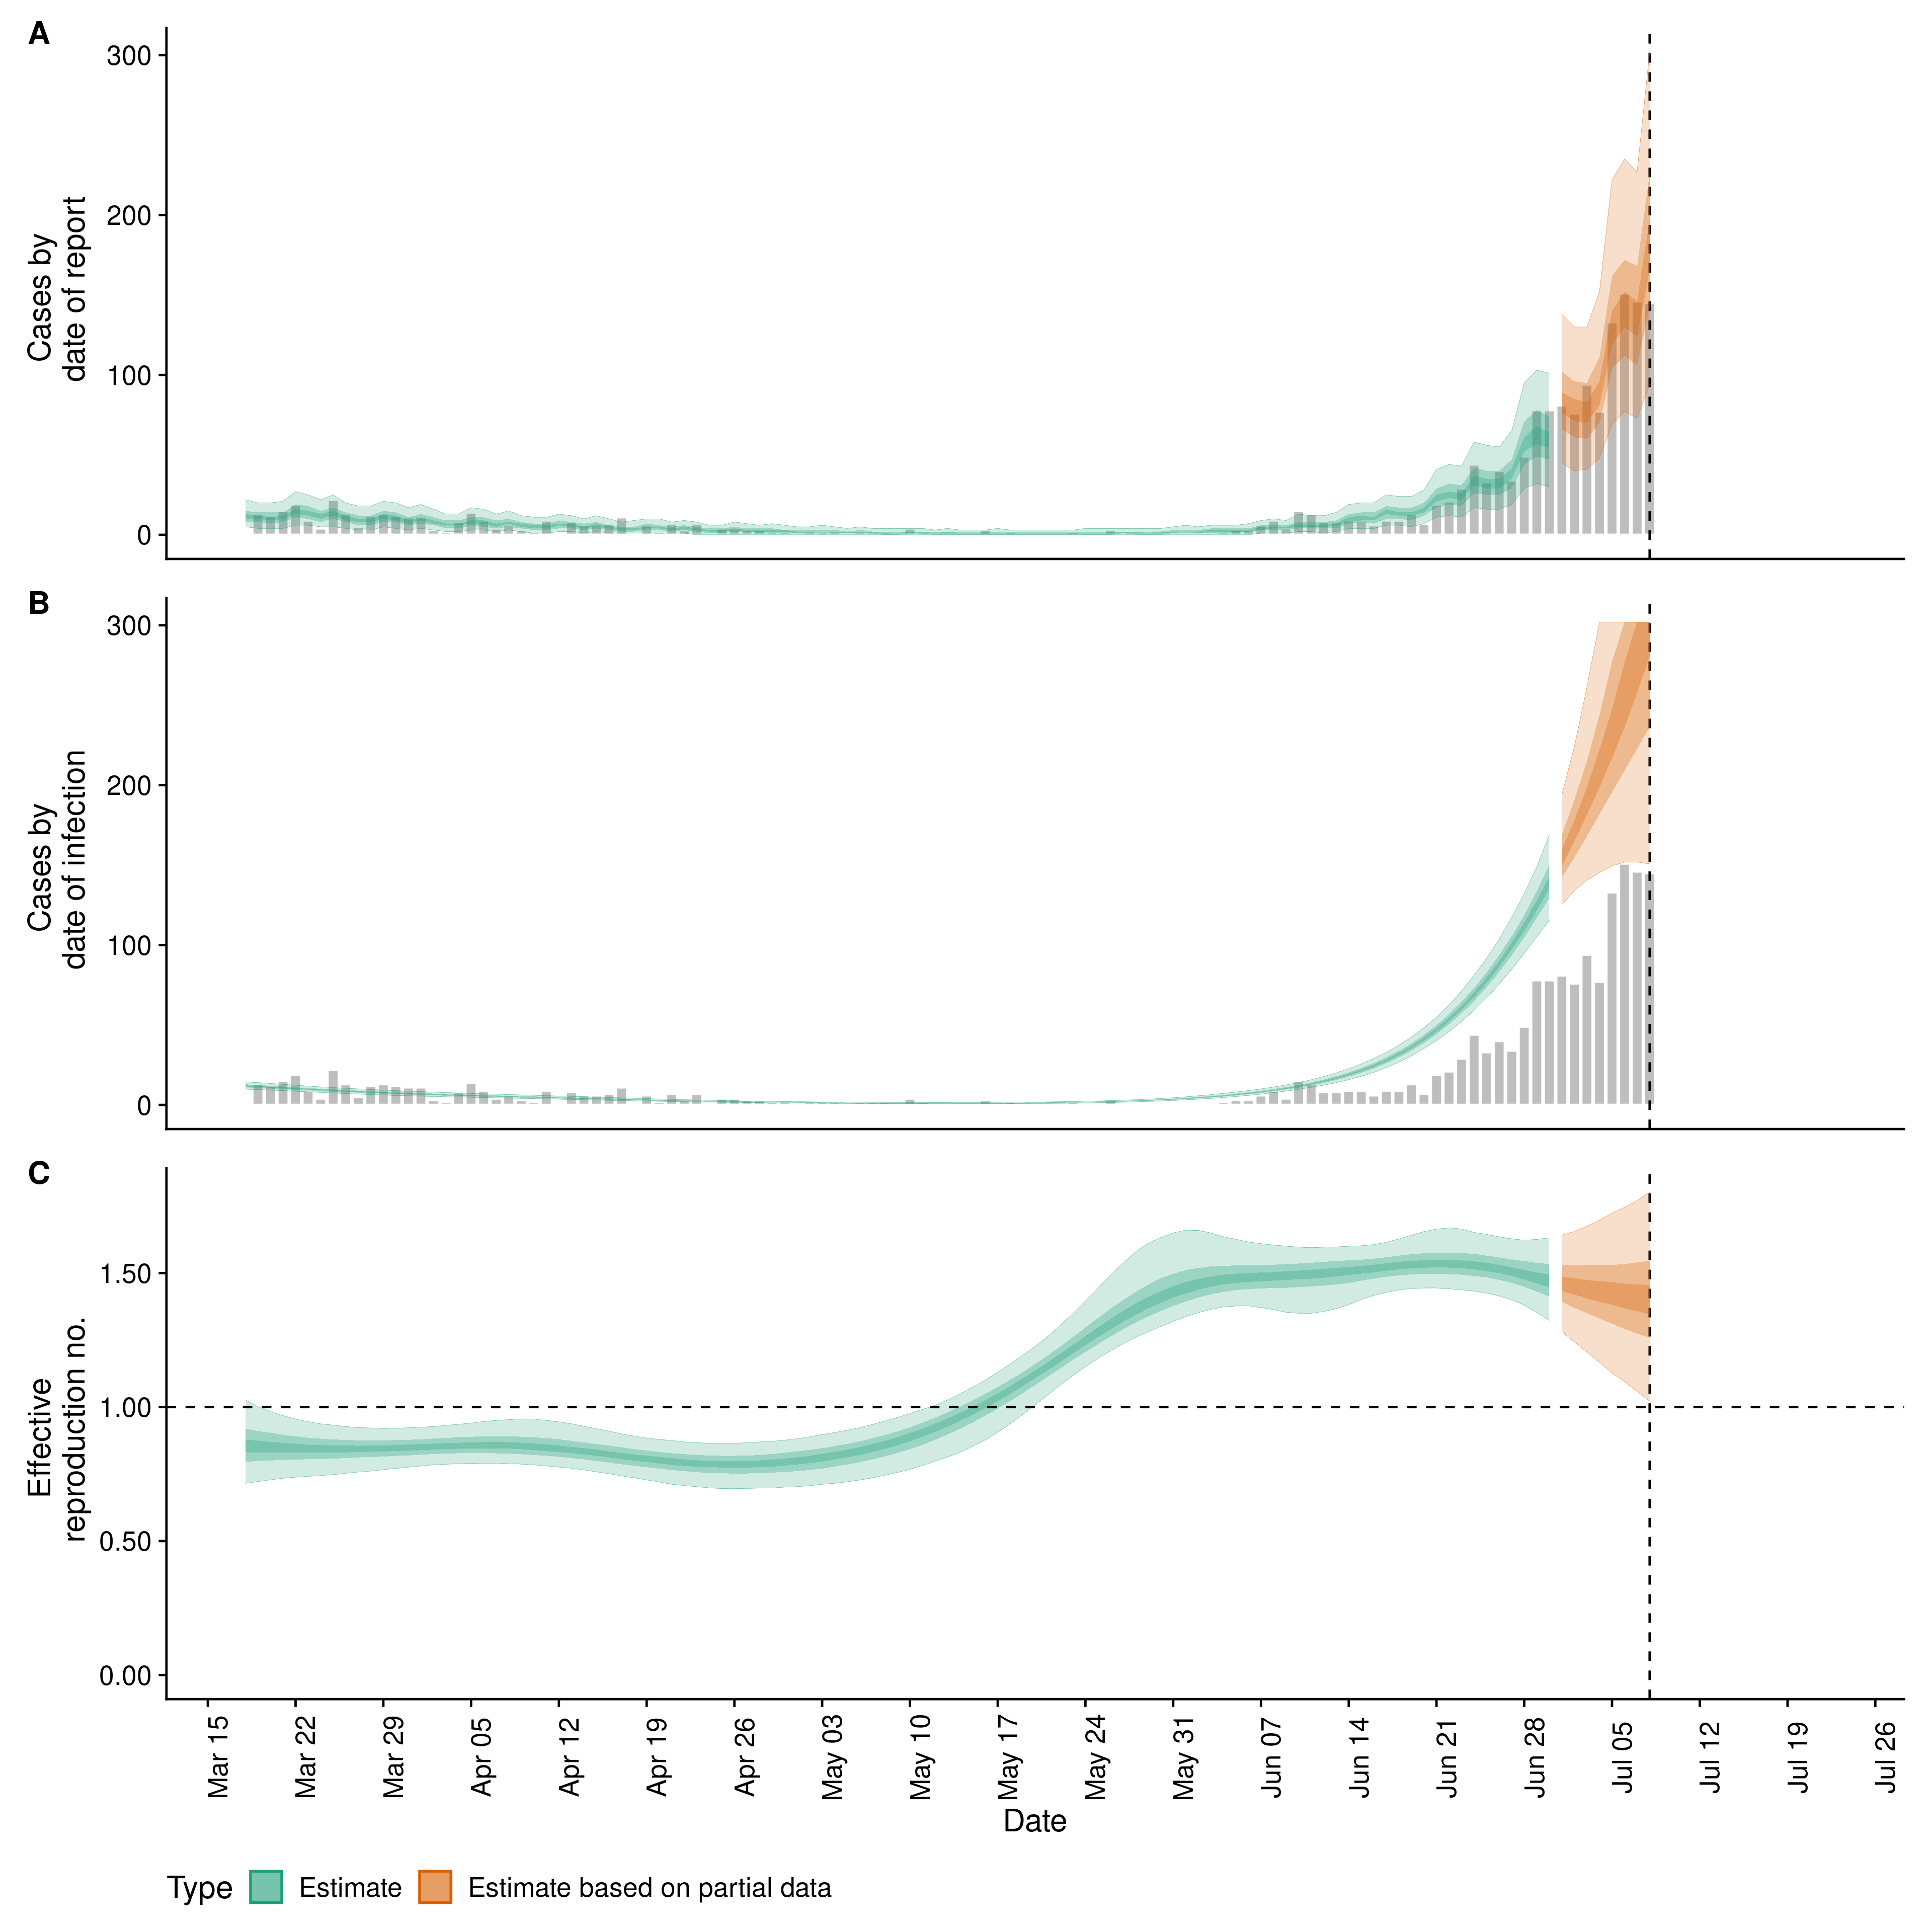 A
300
200
100
0
Cases by
date of report
B
300
200
100
0
Cases by
date of infection
C
1.50
1.00
0.50
0.00
Effective
reproduction no.
Mar 15
Mar 22
Mar 29
Apr 05
Apr 12
Apr 19
Apr 26
May 03
May 10
May 17
May 24
May 31
Jun 07
Jun 14
Jun 21
Jun 28
Jul 05
Jul 12
Jul 19
Jul 26
Date
Type Estimate Estimate based on partial data